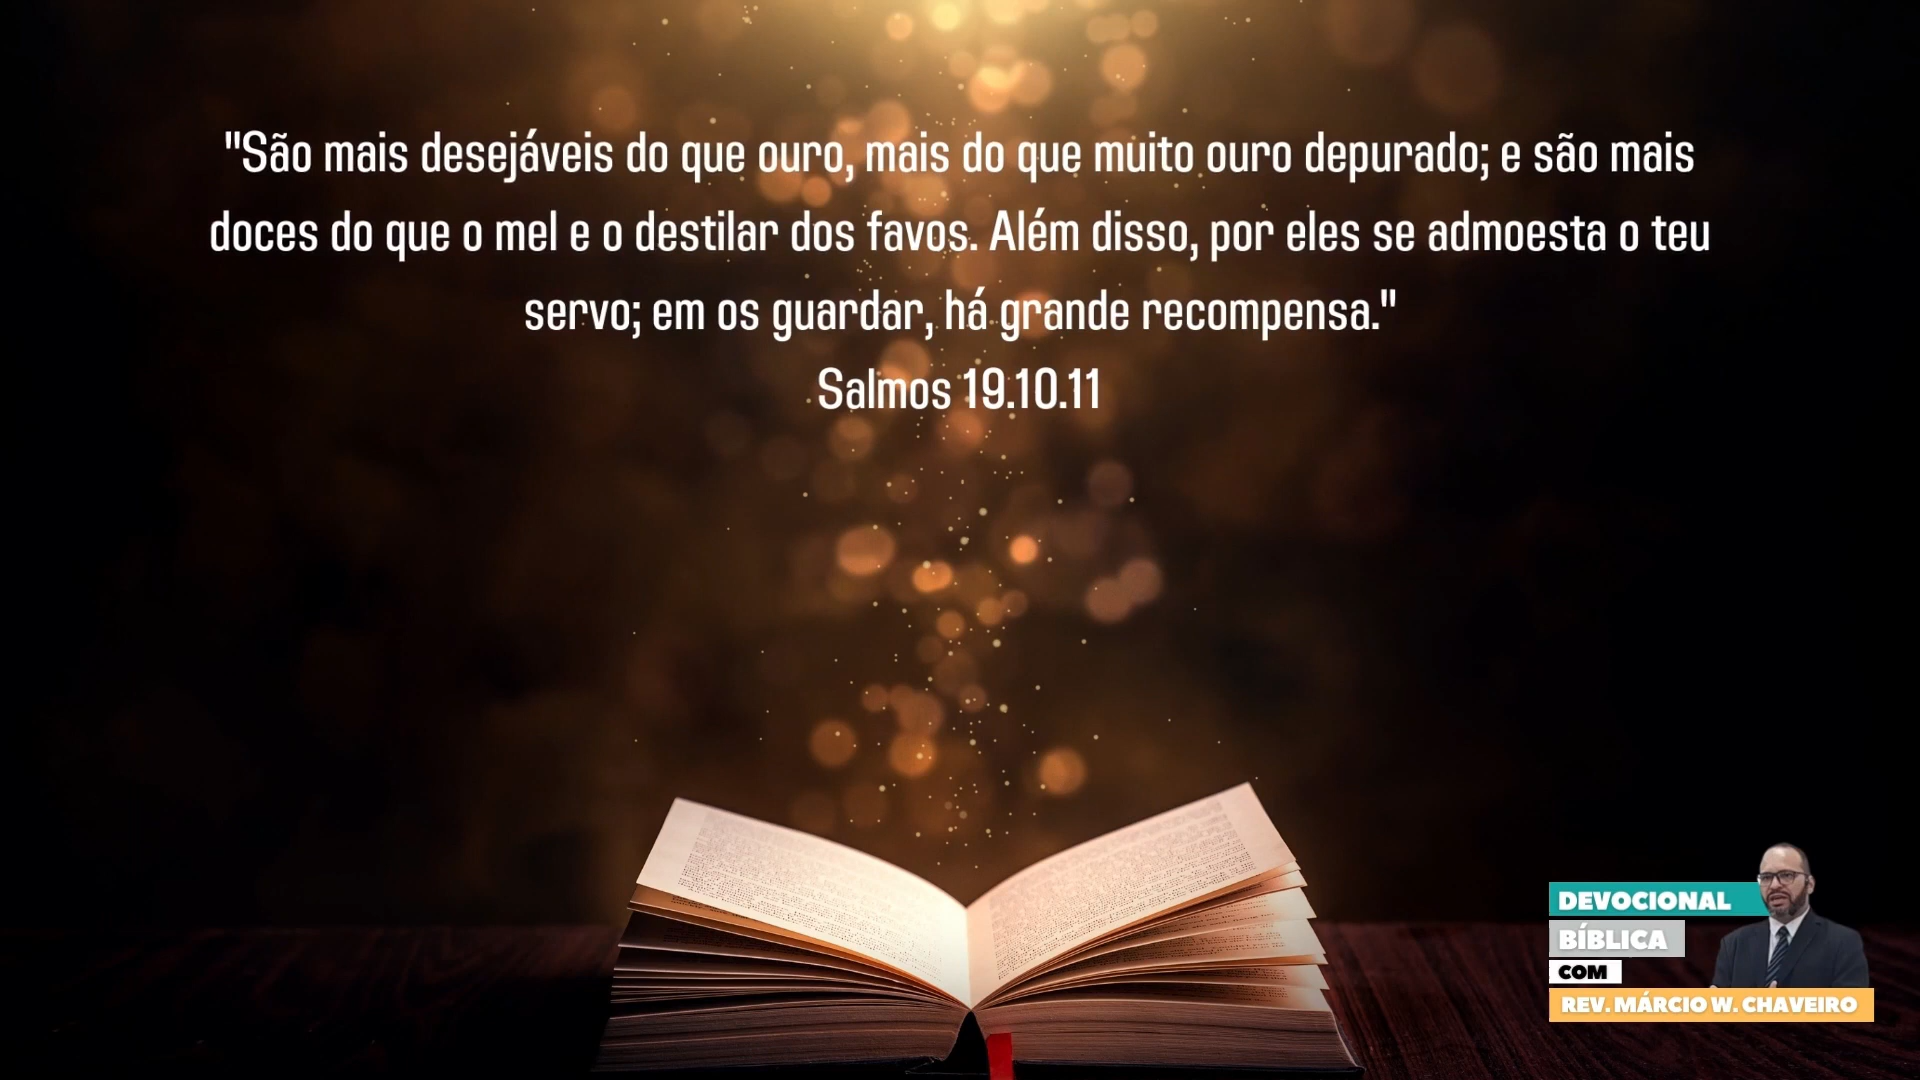 "São mais desejáveis do que ouro, mais do que muito ouro depurado; e são mais
doces do que o mel e o destilar dos favos. Além disso, por eles se admoesta o teu
servo; em os guardar, há grande recompensa."
Salmos 19.10.11
DEVOCIONAL
BÍBLICA
COM
REV. MÁRCIO W. CHAVEIRO